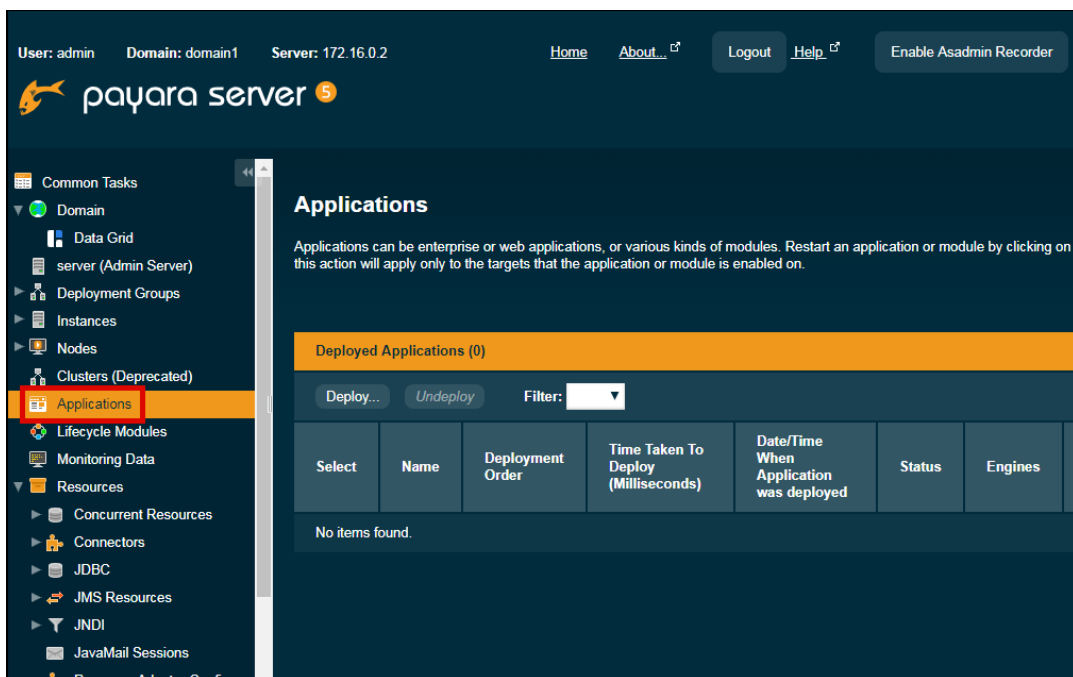 User: admin Domain: domain1 Server: 172.16.0.2 Home About... Logout Help Enable Asadmin Recorder
payara server 5
Common Tasks
Domain
Data Grid
server (Admin Server)
Deployment Groups
Instances
Nodes
Clusters (Deprecated)
Applications
Lifecycle Modules
Monitoring Data
Resources
Concurrent Resources
Connectors
JDBC
JMS Resources
JNDI
JavaMail Sessions
Applications
Applications can be enterprise or web applications, or various kinds of modules. Restart an application or module by clicking on
this action will apply only to the targets that the application or module is enabled on.
Deployed Applications (0)
Deploy... Undeploy Filter:
Select
Name
Deployment
Order
Time Taken To
Deploy
(Milliseconds)
Date/Time
When
Application
was deployed
Status
Engines
No items found.